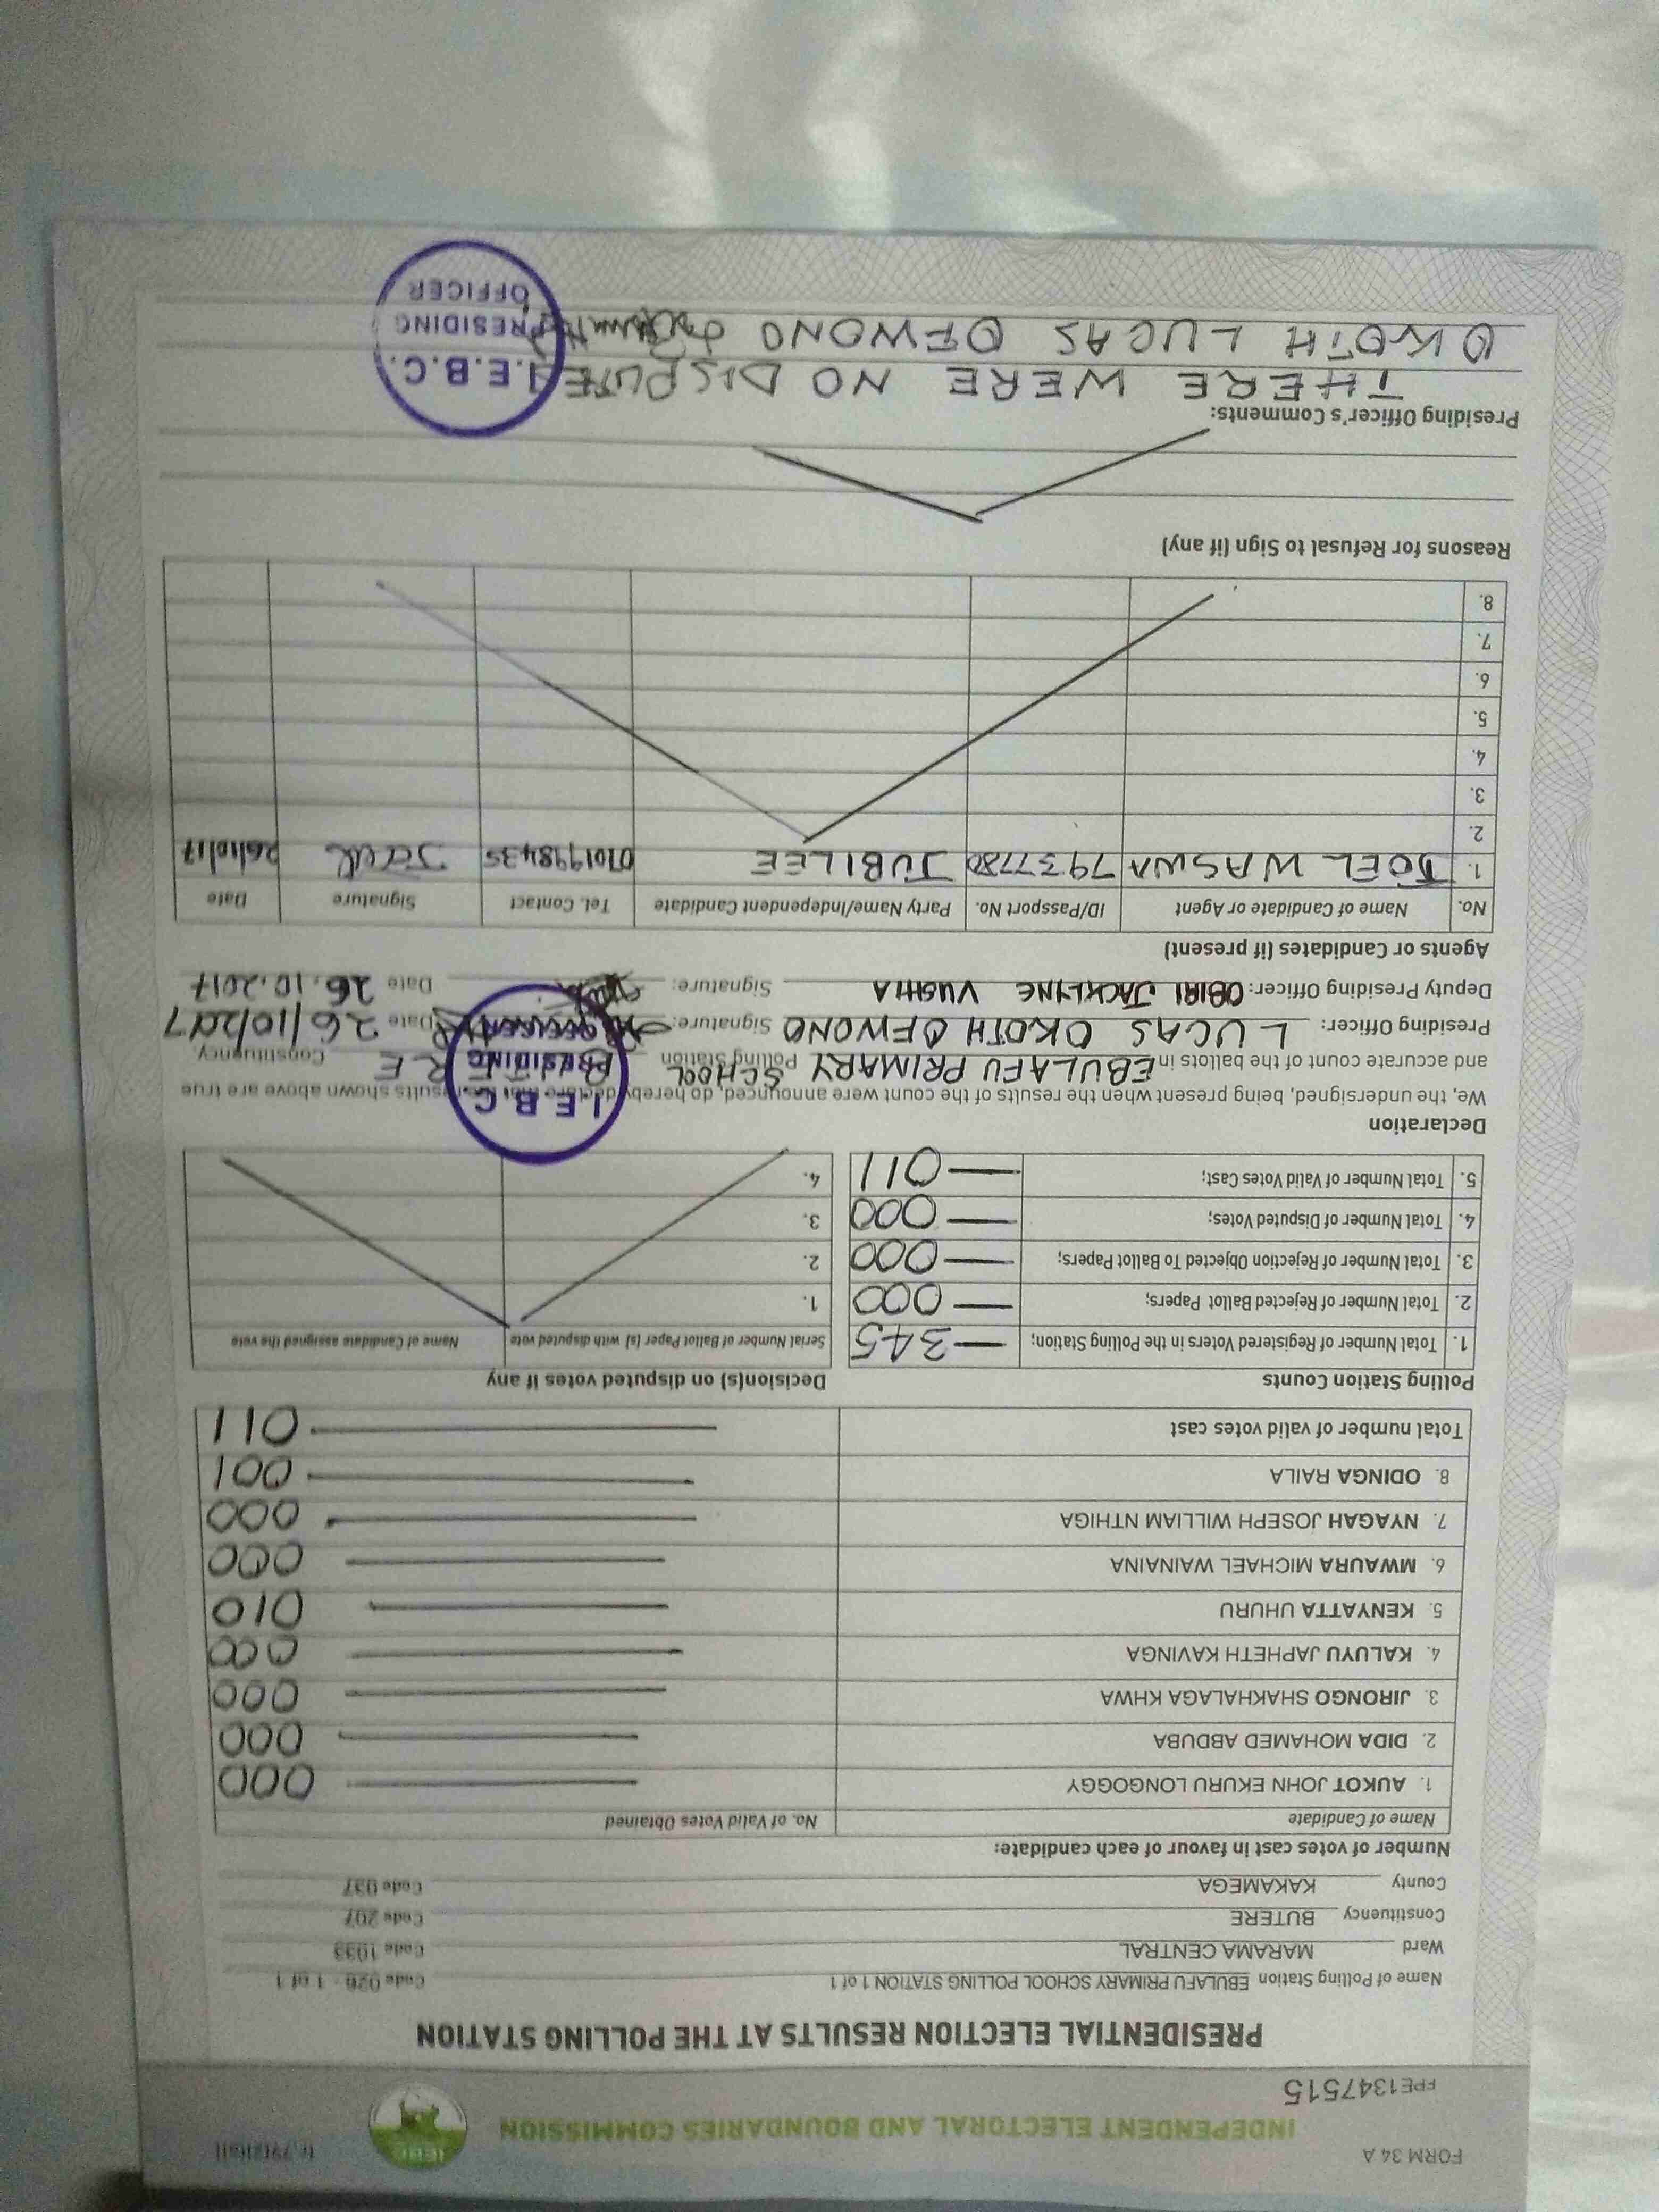 FORM 34 A
INDEPENDENT ELECTORAL AND BOUNDARIES COMMISSION
IEBC
FPE1347515
PRESIDENTIAL ELECTION RESULTS AT THE POLLING STATION
Name of Polling Station EBULAFU PRIMARY SCHOOL POLLING STATION 1 of 1 Code 026 - 1 of 1
Ward MARAMA CENTRAL Code 1033
Constituency BUTERE Code 207
County KAKAMEGA Code 037
Number of votes cast in favour of each candidate:
Name of Candidate No. of Valid Votes Obtained
1. AUKOT JOHN EKURU LONGOGGY 000
2. DIDA MOHAMED ABDUBA 000
3. JIRONGO SHAKHALAGA KHWA 000
4. KALUYU JAPHETH KAVINGA 000
5. KENYATTA UHURU 010
6. MWAURA MICHAEL WAINAINA 000
7. NYAGAH JOSEPH WILLIAM NTHIGA 000
8. ODINGA RAILA 001
Total number of valid votes cast 011
Polling Station Counts Decision(s) on disputed votes if any
1. Total Number of Registered Voters in the Polling Station; 345 Serial Number of Ballot Paper (s) with disputed vote Name of Candidate assigned the vote
2. Total Number of Rejected Ballot Papers; 000 1.
3. Total Number of Rejection Objected To Ballot Papers; 000 2.
4. Total Number of Disputed Votes; 000 3.
5. Total Number of Valid Votes Cast; 011 4.
Declaration
We, the undersigned, being present when the results of the count were announced, do hereby declare that the results shown above are true
and accurate count of the ballots in EBULAFU PRIMARY SCHOOL Polling Station BUTERE Constituency.
I.E.B.C
PRESIDING
OFFICER
Presiding Officer: LUCAS OKOTH OFWONO Signature: Date 26/10/2017
Deputy Presiding Officer: OBIRI JACKLYNE VUGHIA Signature: Date 26.10.2017
Agents or Candidates (if present)
No. Name of Candidate or Agent ID/Passport No. Party Name/Independent Candidate Tel. Contact Signature Date
1. JOEL WASWA 7937780 JUBILEE 0701998435 26/10/17
2.
3.
4.
5.
6.
7.
8.
Reasons for Refusal to Sign (if any)
Presiding Officer's Comments:
THERE WERE NO DISPUTE
OKOTH LUCAS OFWONO
I.E.B.C.
PRESIDING
OFFICER